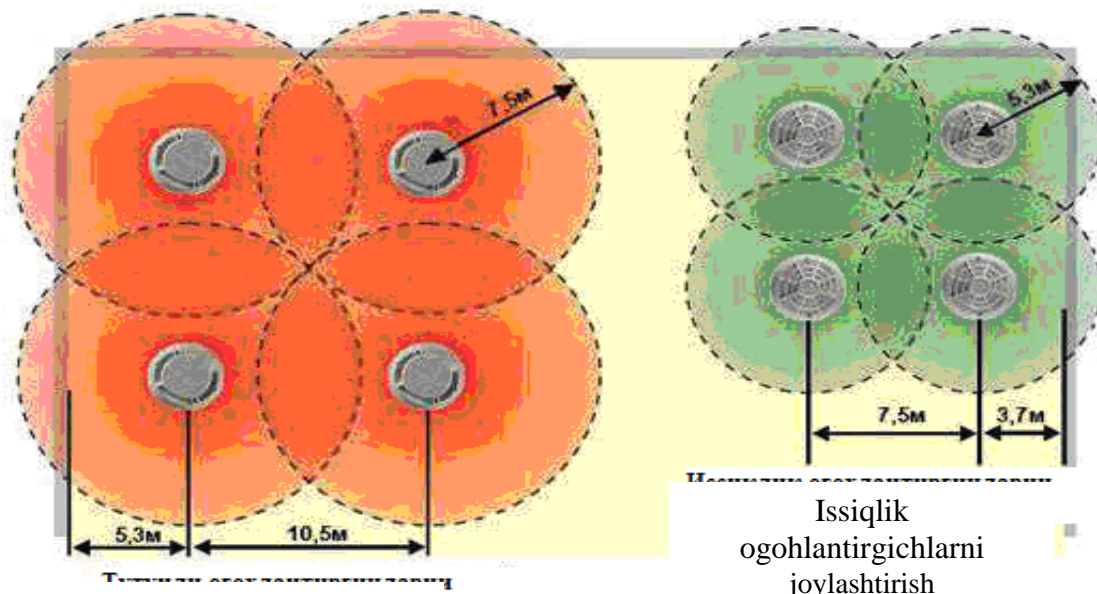 7,5м
5,3м
7,5м
3,7м
5,3м
10,5м
Issiqlik
ogohlantirgichlarni
joylashtirish